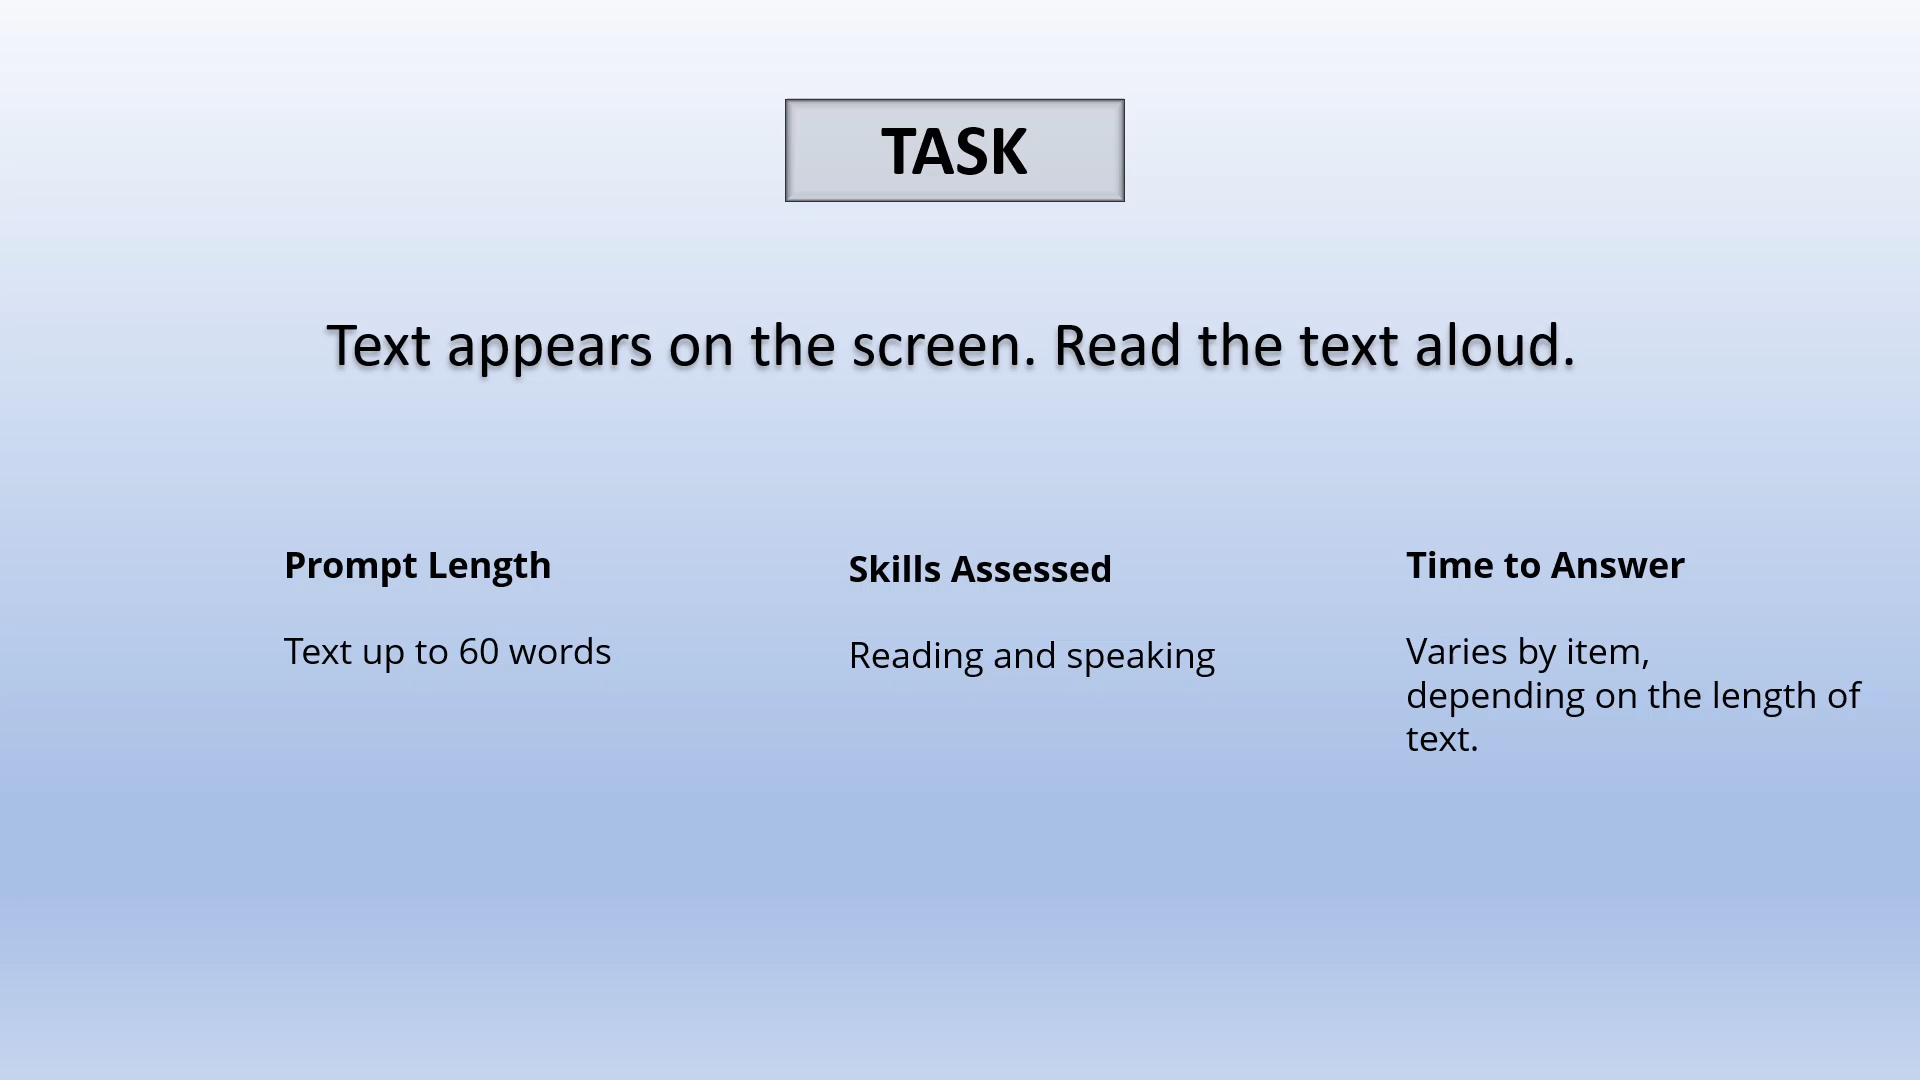 TASK
Text appears on the screen. Read the text aloud.
Prompt Length
Text up to 60 words
Skills Assessed
Reading and speaking
Time to Answer
Varies by item,
depending on the length of
text.